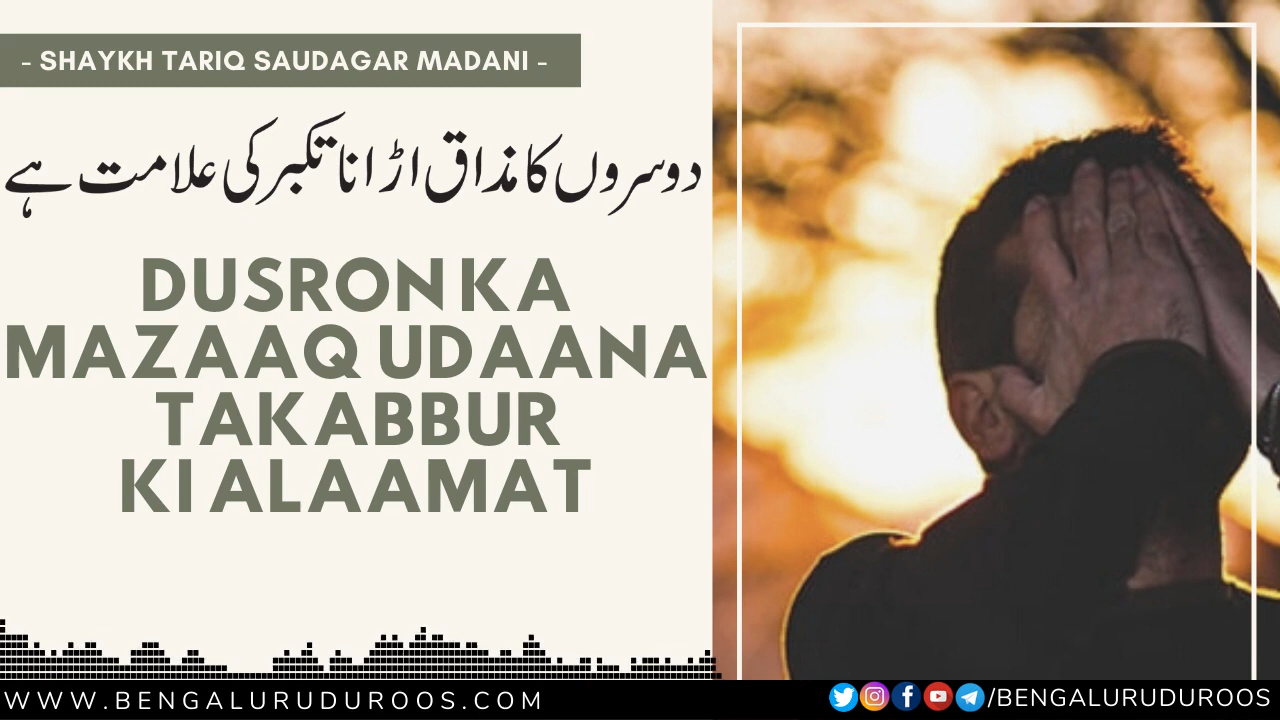 - SHAYKH TARIQ SAUDAGAR MADANI -
دوسروں کا مذاق اڑانا تکبر کی علامت ہے
DUSRON KA
MAZAAQ UDAANA
TAKABBUR
KI ALAAMAT
WWW.BENGALURUDUROOS.COM
/BENGALURUDUROOS